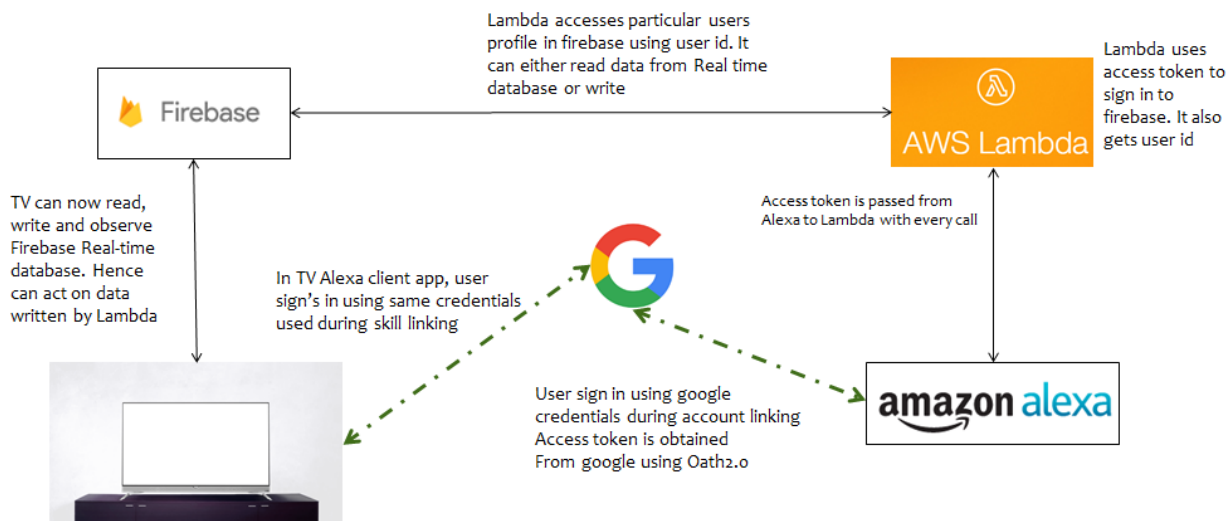 Lambda accesses particular users
profile in firebase using user id. It
can either read data from Real time
database or write
Firebase
λ
AWS Lambda
Lambda uses
access token to
sign in to
firebase. It also
gets user id
TV can now read,
write and observe
Firebase Real-time
database. Hence
can act on data
written by Lambda
Access token is passed from
Alexa to Lambda with every call
G
In TV Alexa client app, user
sign's in using same credentials
used during skill linking
User sign in using google
credentials during account linking
Access token is obtained
From google using Oath2.0
amazon alexa